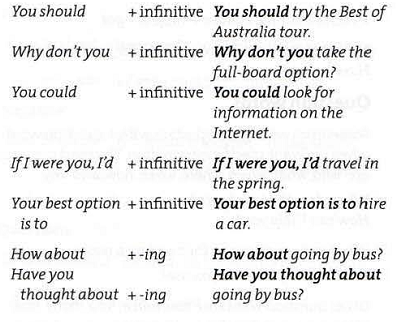 You should + infinitive You should try the Best of
Australia tour.
Why don't you + infinitive Why don't you take the
full-board option?
You could + infinitive You could look for
information on the
Internet.
If I were you, I'd + infinitive If I were you, I'd travel in
the spring.
Your best option + infinitive Your best option is to hire
is to a car.
How about + -ing How about going by bus?
Have you Have you thought about
thought about + -ing going by bus?